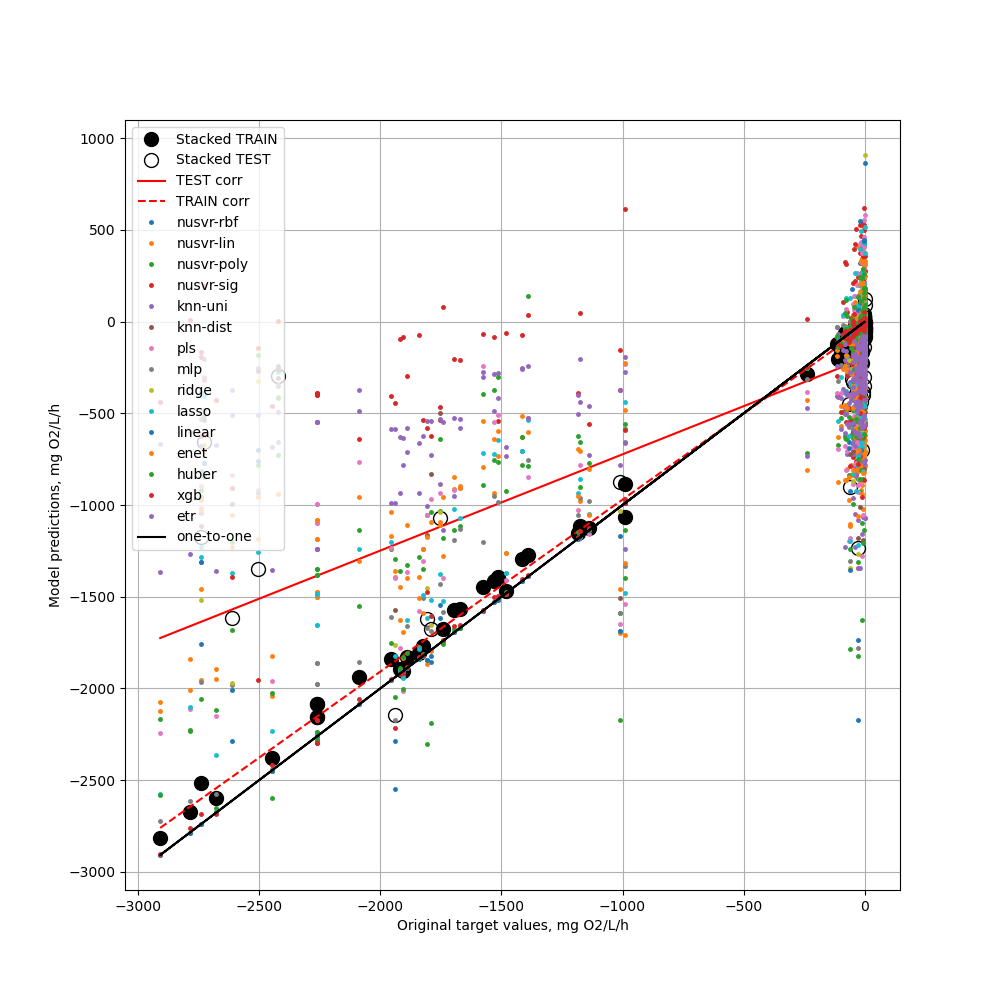 Stacked TRAIN
Stacked TEST
TEST corr
TRAIN corr
nusvr-rbf
nusvr-lin
nusvr-poly
nusvr-sig
knn-uni
knn-dist
pls
mlp
ridge
lasso
linear
enet
huber
xgb
etr
one-to-one
1000
500
0
−500
−1000
−1500
−2000
−2500
−3000
Model predictions, mg O2/L/h
−3000 −2500 −2000 −1500 −1000 −500 0
Original target values, mg O2/L/h